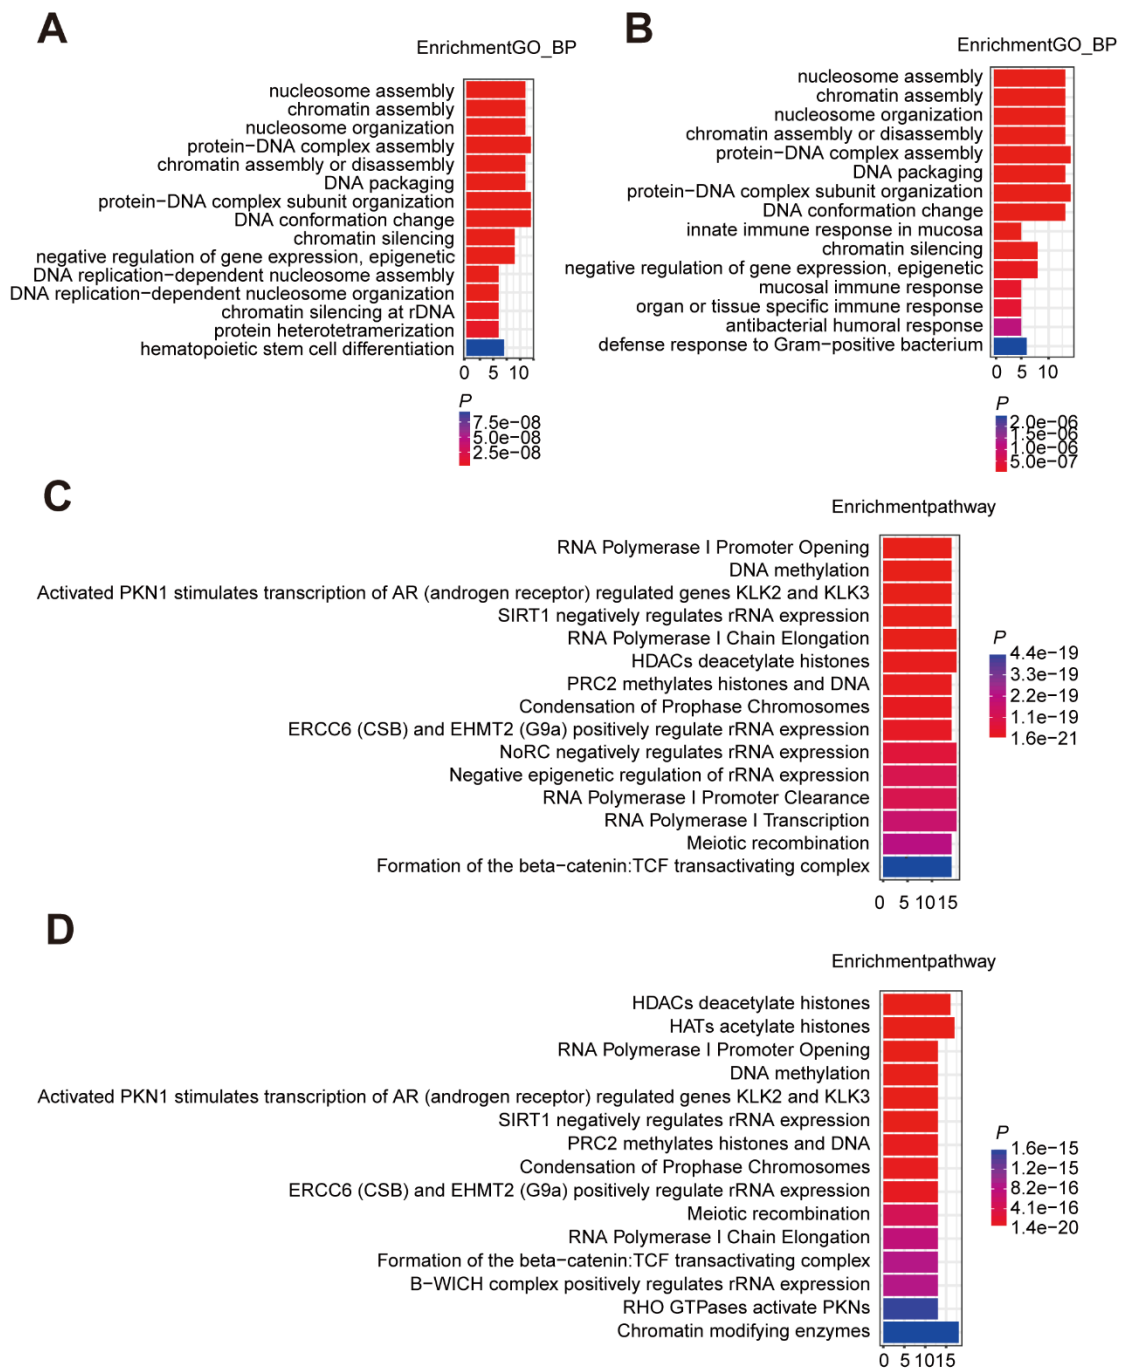 A
EnrichmentGO_BP
nucleosome assembly
chromatin assembly
nucleosome organization
protein−DNA complex assembly
chromatin assembly or disassembly
DNA packaging
protein−DNA complex subunit organization
DNA conformation change
chromatin silencing
negative regulation of gene expression, epigenetic
DNA replication−dependent nucleosome assembly
DNA replication−dependent nucleosome organization
chromatin silencing at rDNA
protein heterotetramerization
hematopoietic stem cell differentiation
0 5 10
P
7.5e−08
5.0e−08
2.5e−08
B
EnrichmentGO_BP
nucleosome assembly
chromatin assembly
nucleosome organization
chromatin assembly or disassembly
protein−DNA complex assembly
DNA packaging
protein−DNA complex subunit organization
DNA conformation change
innate immune response in mucosa
chromatin silencing
negative regulation of gene expression, epigenetic
mucosal immune response
organ or tissue specific immune response
antibacterial humoral response
defense response to Gram−positive bacterium
0 5 10
P
2.0e−06
1.5e−06
1.0e−06
5.0e−07
C
Enrichmentpathway
RNA Polymerase I Promoter Opening
DNA methylation
Activated PKN1 stimulates transcription of AR (androgen receptor) regulated genes KLK2 and KLK3
SIRT1 negatively regulates rRNA expression
RNA Polymerase I Chain Elongation
HDACs deacetylate histones
PRC2 methylates histones and DNA
Condensation of Prophase Chromosomes
ERCC6 (CSB) and EHMT2 (G9a) positively regulate rRNA expression
NoRC negatively regulates rRNA expression
Negative epigenetic regulation of rRNA expression
RNA Polymerase I Promoter Clearance
RNA Polymerase I Transcription
Meiotic recombination
Formation of the beta−catenin:TCF transactivating complex
0 5 10 15
P
4.4e−19
3.3e−19
2.2e−19
1.1e−19
1.6e−21
D
Enrichmentpathway
HDACs deacetylate histones
HATs acetylate histones
RNA Polymerase I Promoter Opening
DNA methylation
Activated PKN1 stimulates transcription of AR (androgen receptor) regulated genes KLK2 and KLK3
SIRT1 negatively regulates rRNA expression
PRC2 methylates histones and DNA
Condensation of Prophase Chromosomes
ERCC6 (CSB) and EHMT2 (G9a) positively regulate rRNA expression
Meiotic recombination
RNA Polymerase I Chain Elongation
Formation of the beta−catenin:TCF transactivating complex
B−WICH complex positively regulates rRNA expression
RHO GTPases activate PKNs
Chromatin modifying enzymes
0 5 10 15
P
1.6e−15
1.2e−15
8.2e−16
4.1e−16
1.4e−20